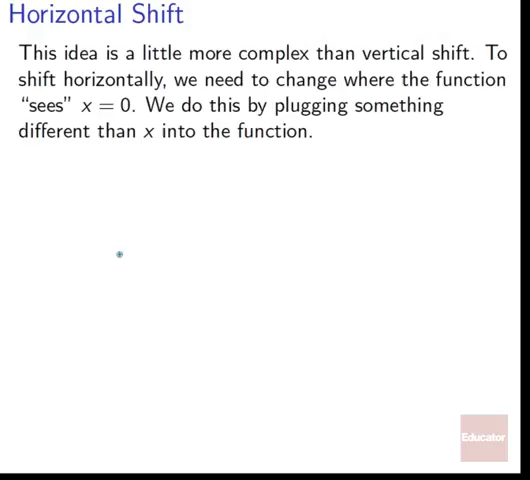 Horizontal Shift
This idea is a little more complex than vertical shift. To
shift horizontally, we need to change where the function
“sees” x = 0. We do this by plugging something
different than x into the function.
Educator